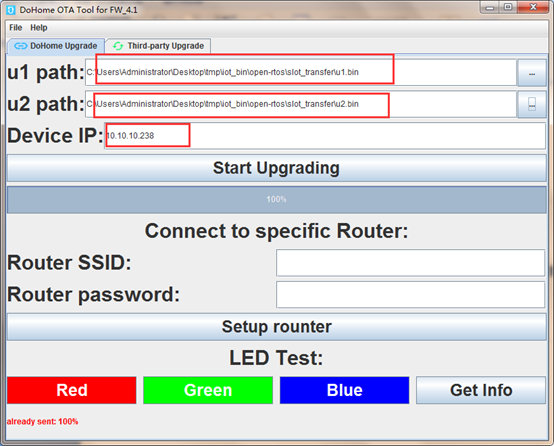 DoHome OTA Tool for FW_4.1
File Help
DoHome Upgrade Third-party Upgrade
u1 path: C:\Users\Administrator\Desktop\tmp\iot_bin\open-rtos\slot_transfer\u1.bin ...
u2 path: C:\Users\Administrator\Desktop\tmp\iot_bin\open-rtos\slot_transfer\u2.bin
Device IP: 10.10.10.238
Start Upgrading
100%
Connect to specific Router:
Router SSID:
Router password:
Setup rounter
LED Test:
Red Green Blue Get Info
already sent: 100%